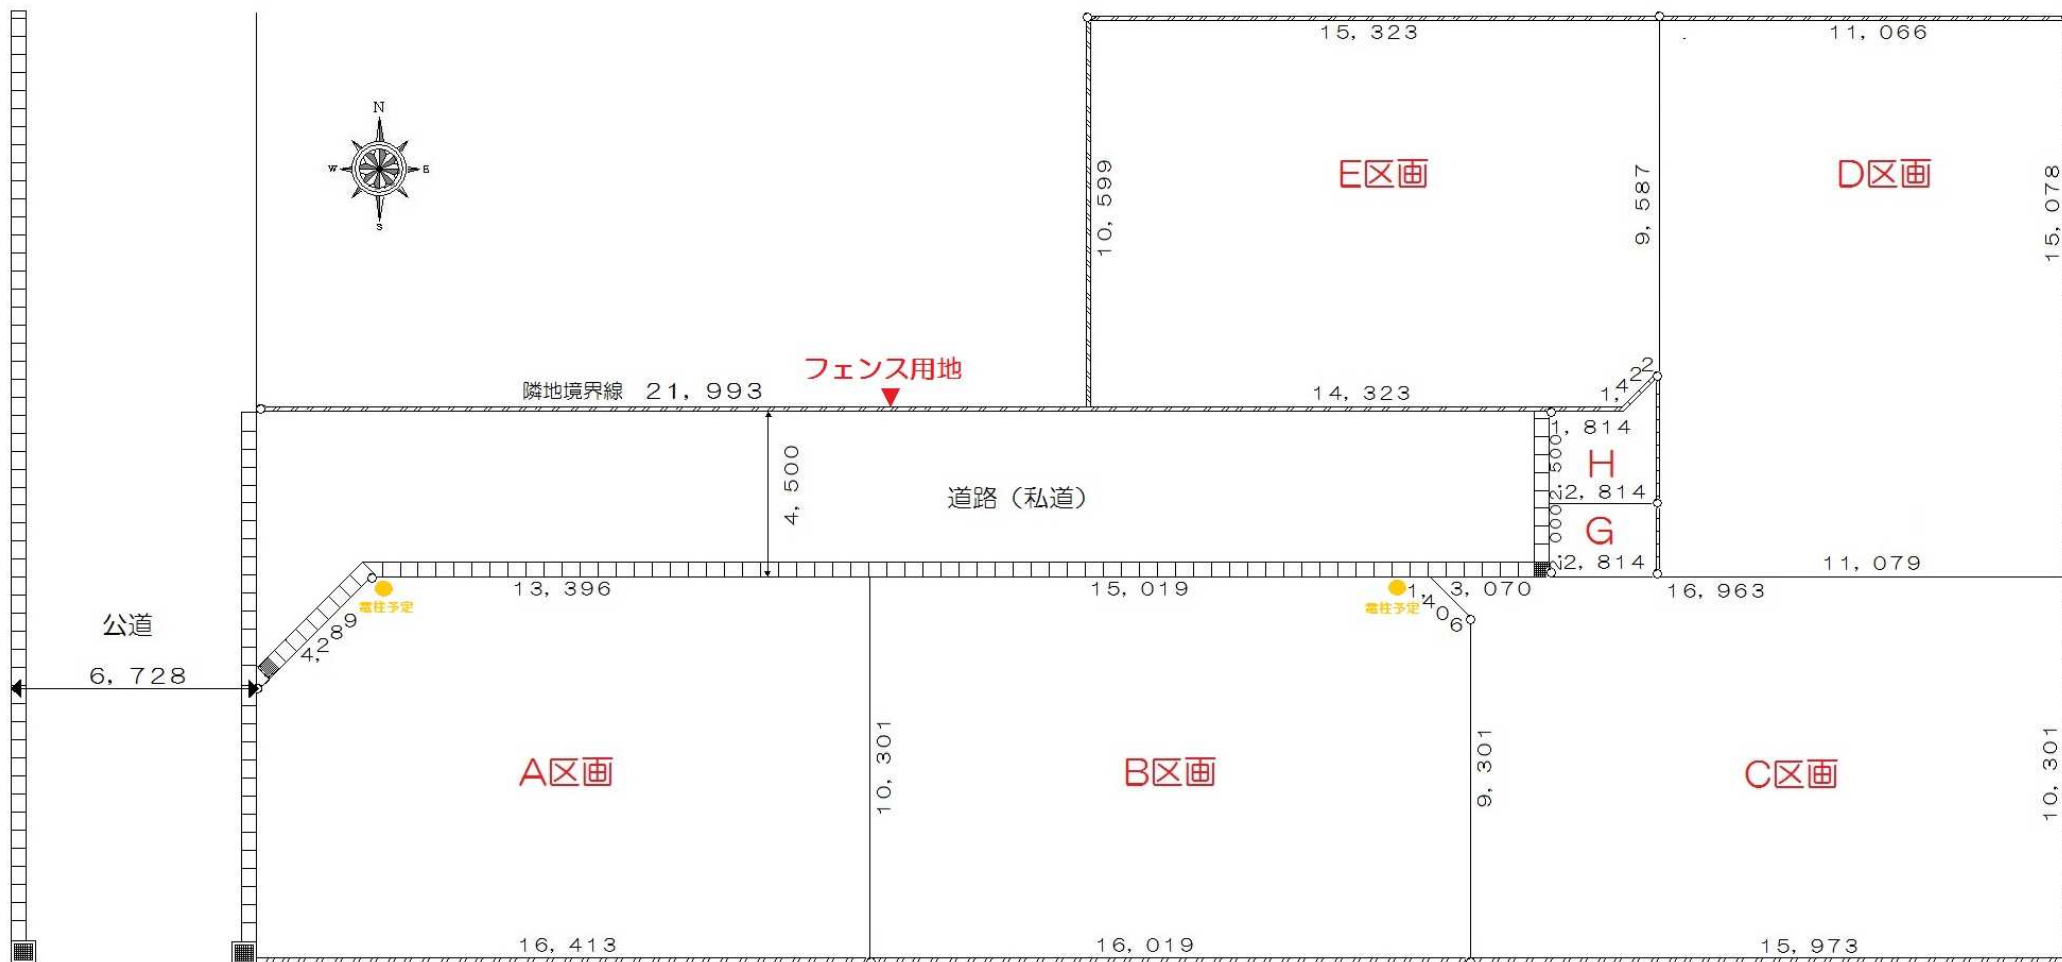 15,323
11,066
N
W
E
S
10,599
E区画
9,587
D区画
15,078
フェンス用地
隣地境界線 21,993
14,323
1,422
1,814
2,500
H
2,814
4,500
道路（私道）
2,000
G
2,814
11,079
13,396
電柱予定
15,019
電柱予定
1,406
3,070
16,963
公道
4,289
6,728
10,301
9,301
10,301
A区画
B区画
C区画
16,413
16,019
15,973